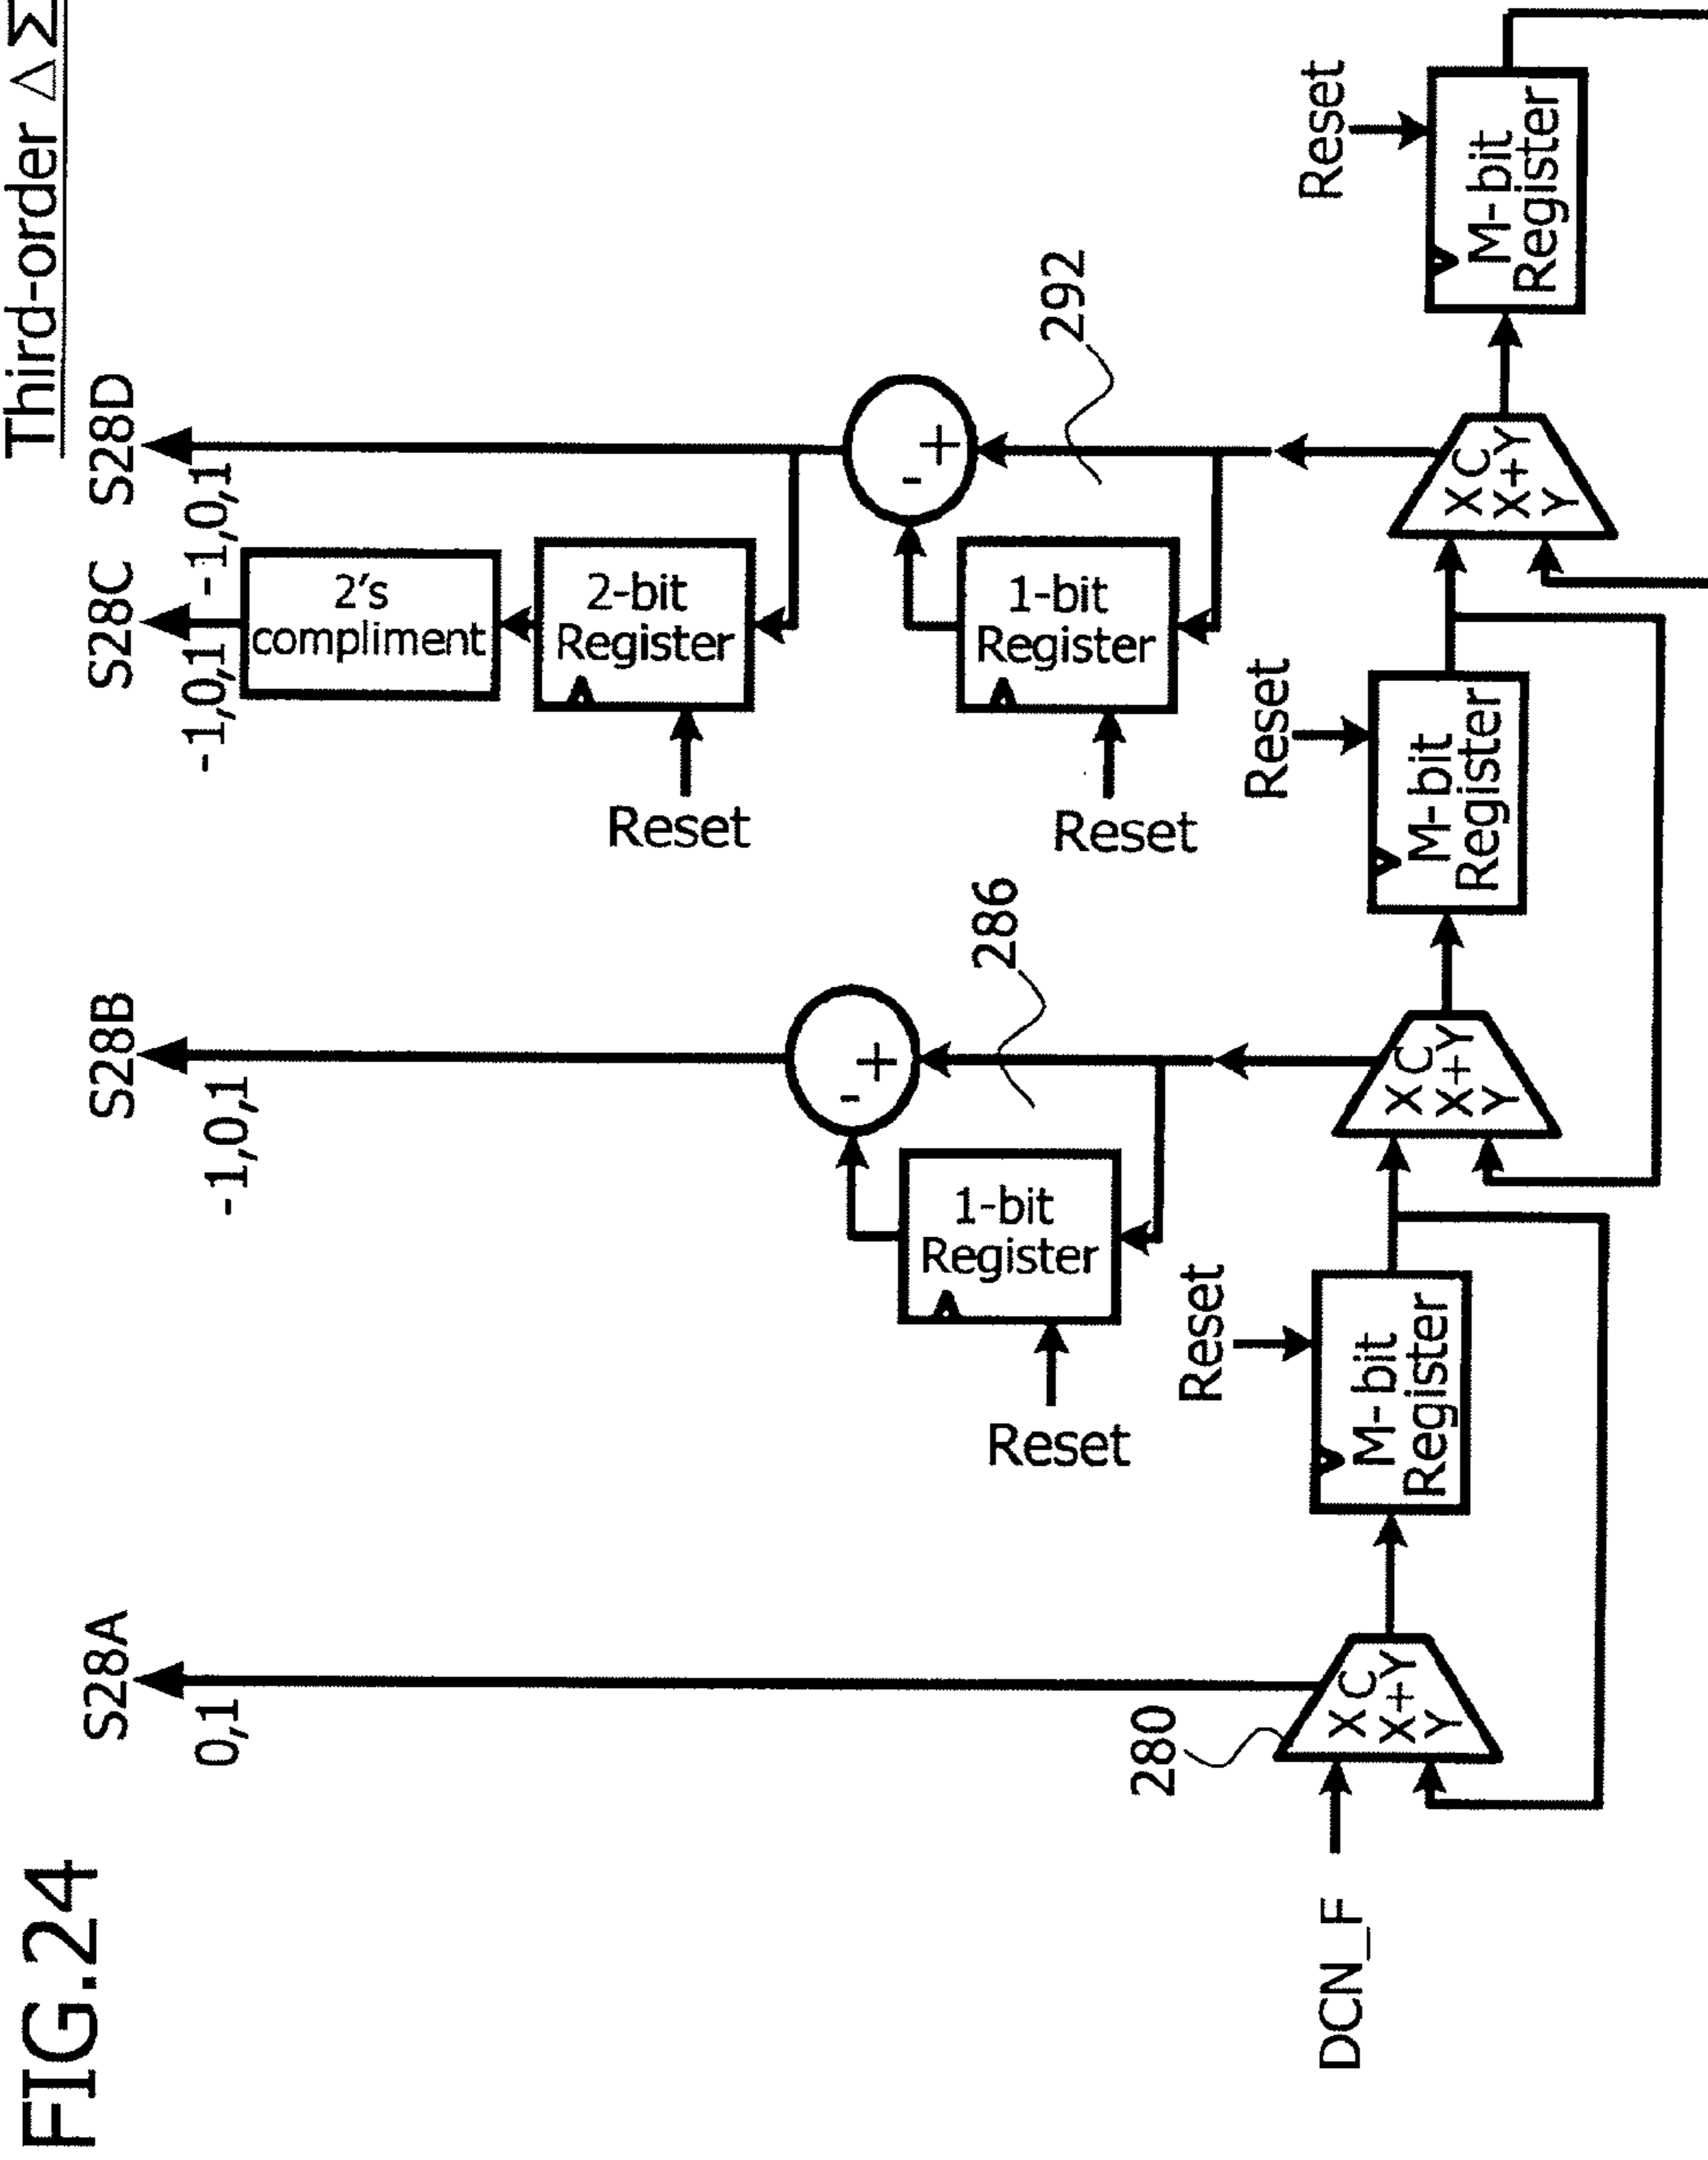 FIG.24
Third-order △Σ
S28A
0,1
S28B
-1,0,1
S28C
-1,0,1
S28D
-1,0,1
2's
compliment
2-bit
Register
Reset
-
+
292
1-bit
Register
Reset
-
+
286
1-bit
Register
Reset
DCN_F
280
X C
X+Y
Y
Reset
M-bit
Register
X C
X+Y
Y
Reset
M-bit
Register
X C
X+Y
Y
Reset
M-bit
Register